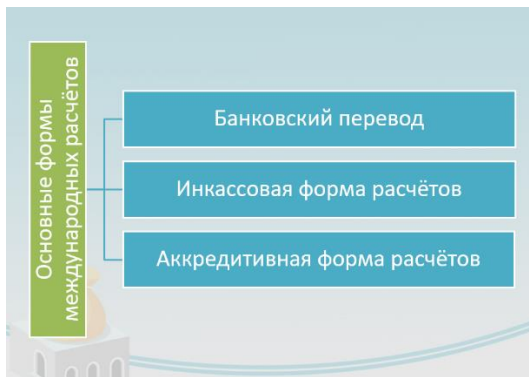 Основные формы
международных расчётов
Банковский перевод
Инкассовая форма расчётов
Аккредитивная форма расчётов